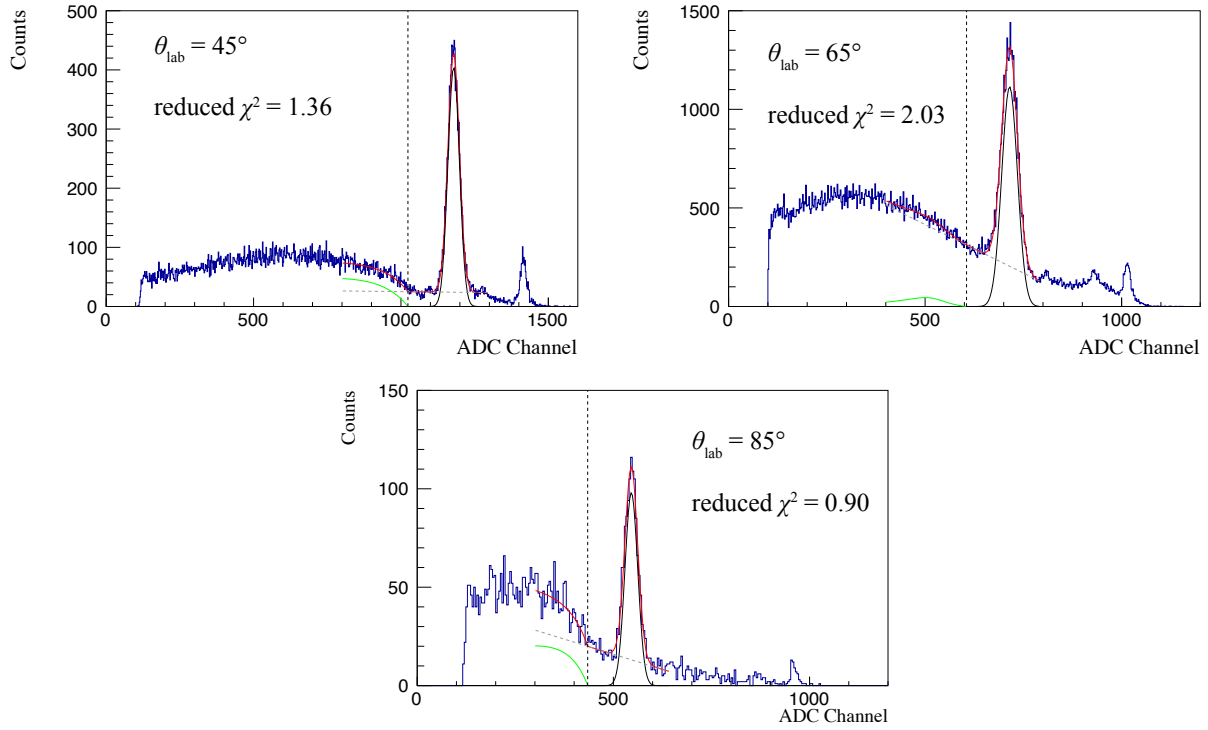 Counts
500
400
300
200
100
0
0 500 1000 1500
ADC Channel
θlab = 45°
reduced χ² = 1.36
Counts
1500
1000
500
0
0 500 1000
ADC Channel
θlab = 65°
reduced χ² = 2.03
Counts
150
100
50
0
0 500 1000
ADC Channel
θlab = 85°
reduced χ² = 0.90